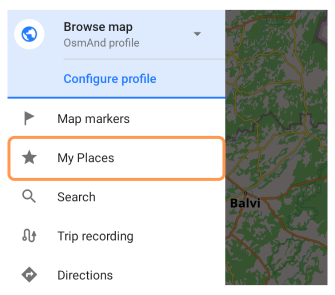 Browse map
OsmAnd profile
Configure profile
Map markers
My Places
Search
Trip recording
Directions
Balvi